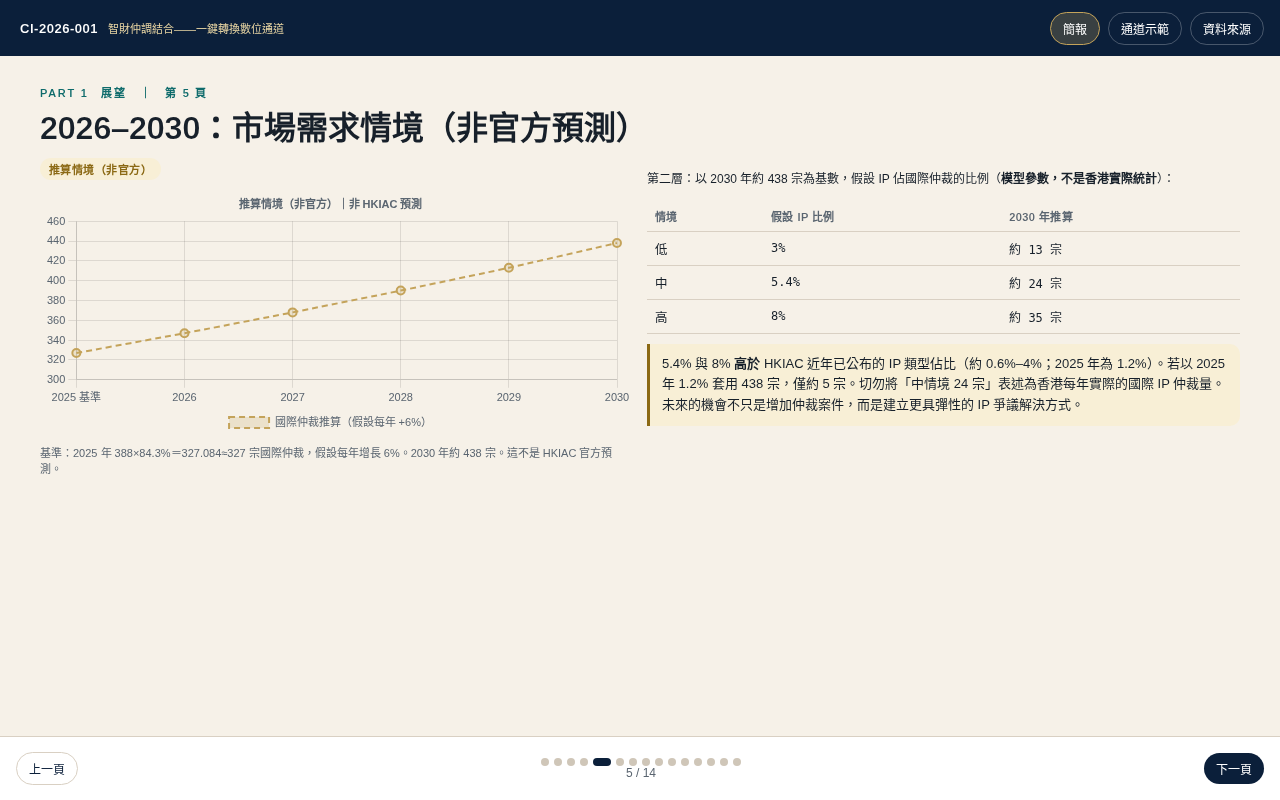 CI-2026-001 智財仲調結合——一鍵轉換數位通道
簡報 通道示範 資料來源
PART 1 展望 ｜ 第 5 頁
2026–2030：市場需求情境（非官方預測）
推算情境（非官方）
推算情境（非官方）｜非 HKIAC 預測
460
440
420
400
380
360
340
320
300
2025 基準 2026 2027 2028 2029 2030
國際仲裁推算（假設每年 +6%）
基準：2025 年 388×84.3%＝327.084≈327 宗國際仲裁，假設每年增長 6%。2030 年約 438 宗。這不是 HKIAC 官方預
測。
第二層：以 2030 年約 438 宗為基數，假設 IP 佔國際仲裁的比例（模型參數，不是香港實際統計）：
情境 假設 IP 比例 2030 年推算
低 3% 約 13 宗
中 5.4% 約 24 宗
高 8% 約 35 宗
5.4% 與 8% 高於 HKIAC 近年已公布的 IP 類型佔比（約 0.6%–4%；2025 年為 1.2%）。若以 2025
年 1.2% 套用 438 宗，僅約 5 宗。切勿將「中情境 24 宗」表述為香港每年實際的國際 IP 仲裁量。
未來的機會不只是增加仲裁案件，而是建立更具彈性的 IP 爭議解決方式。
上一頁
5 / 14
下一頁